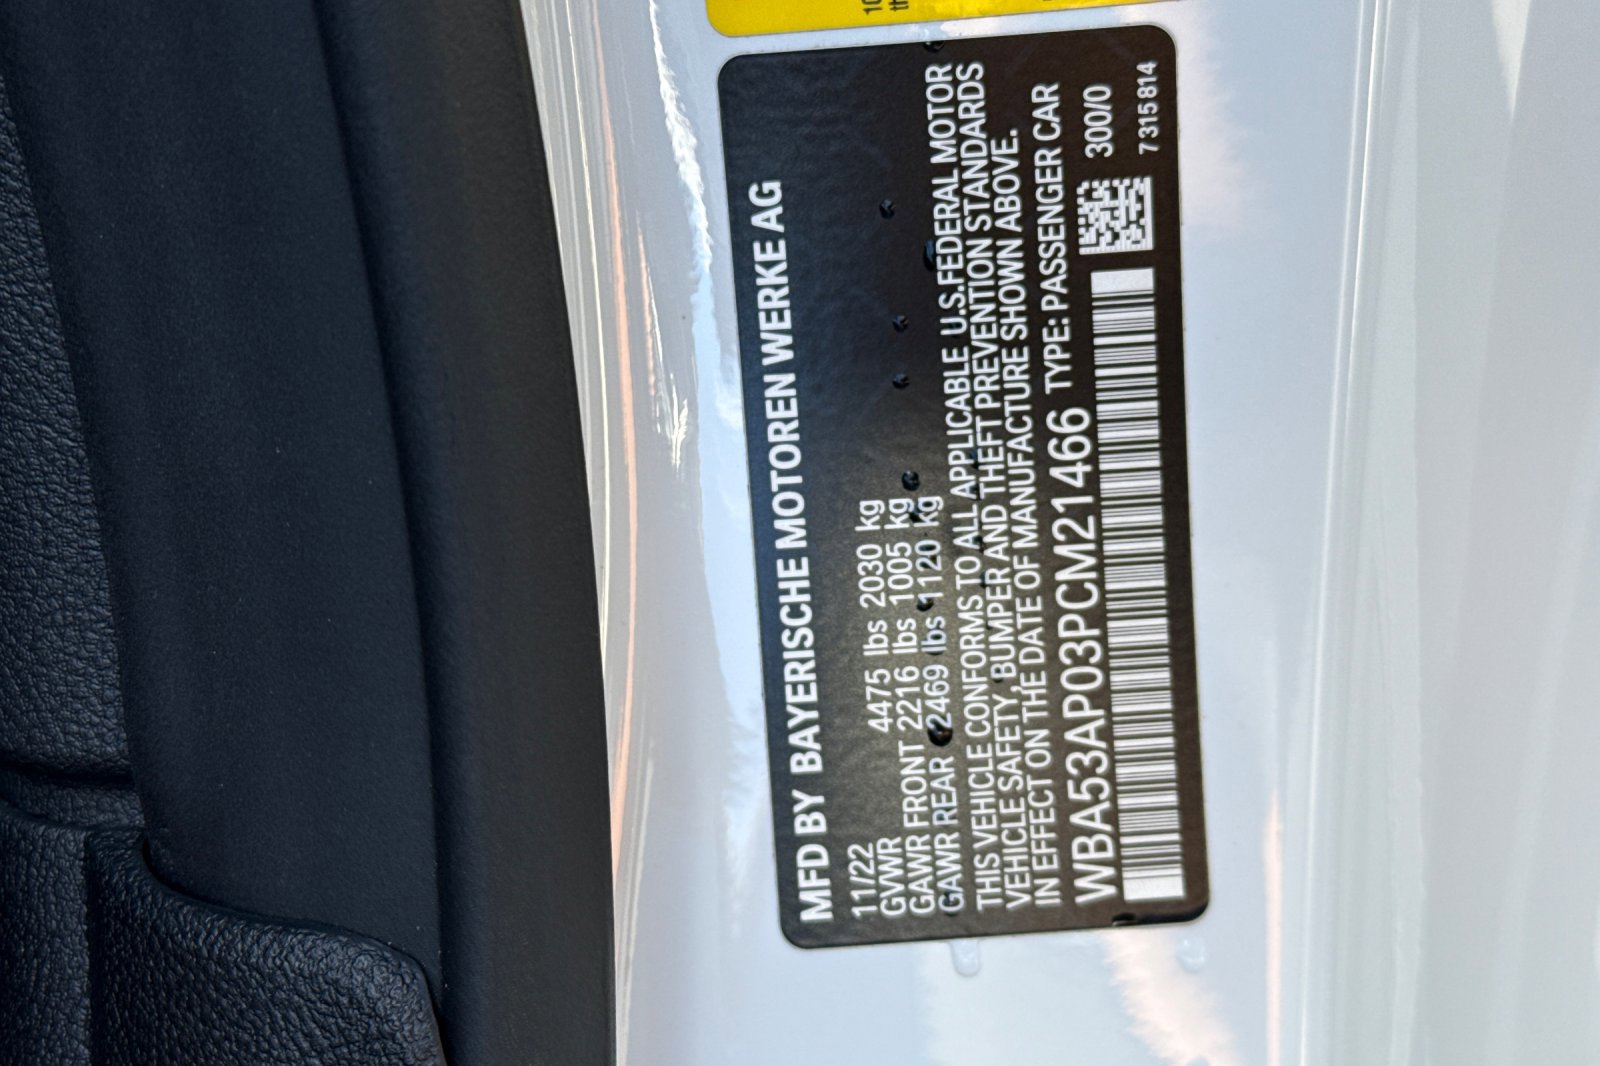 MFD BY BAYERISCHE MOTOREN WERKE AG
11/22
GVWR 4475 lbs 2030 kg
GAWR FRONT 2216 lbs 1005 kg
GAWR REAR 2469 lbs 1120 kg
THIS VEHICLE CONFORMS TO ALL APPLICABLE U.S.FEDERAL MOTOR
VEHICLE SAFETY, BUMPER AND THEFT PREVENTION STANDARDS
IN EFFECT ON THE DATE OF MANUFACTURE SHOWN ABOVE.
WBA53AP03PCM21466 TYPE: PASSENGER CAR
300/0
7 315 814